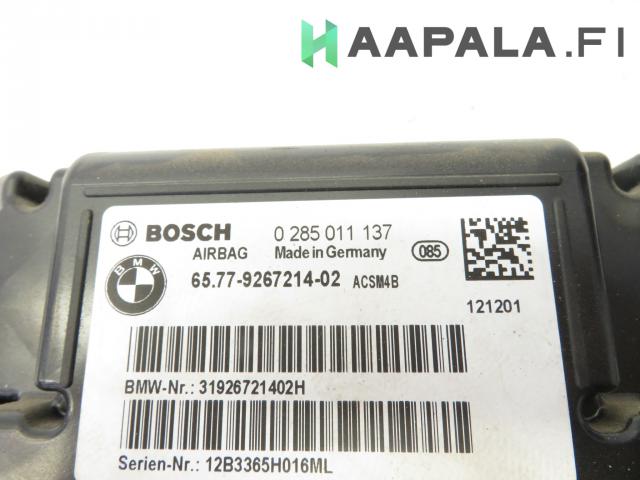 HAAPALA.FI
BOSCH 0 285 011 137
AIRBAG Made in Germany 085
BMW 65.77-9267214-02 ACSM4B
121201
BMW-Nr.: 31926721402H
Serien-Nr.: 12B3365H016ML